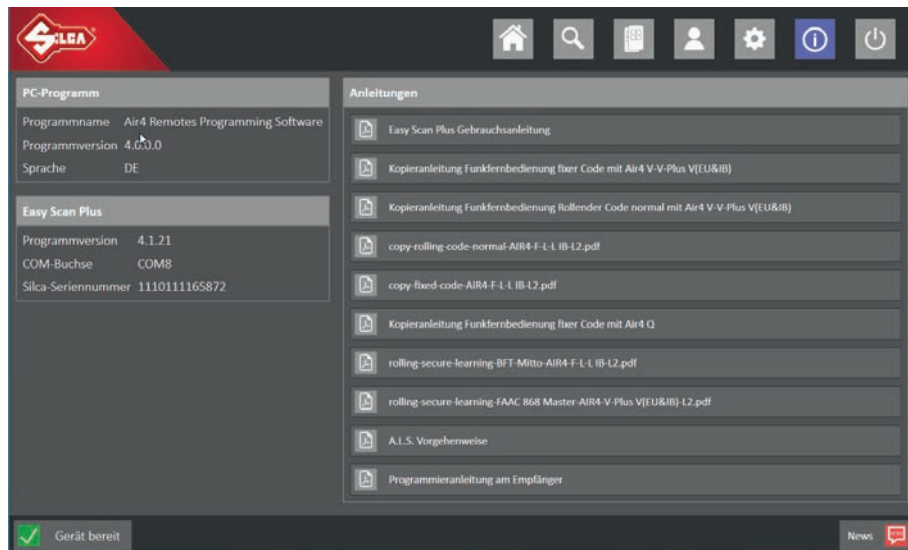 SILCA
PC-Programm
Programmname Air4 Remotes Programming Software
Programmversion 4.0.0.0
Sprache DE
Easy Scan Plus
Programmversion 4.1.21
COM-Buchse COM8
Silca-Seriennummer 1110111165872
Anleitungen
Easy Scan Plus Gebrauchsanleitung
Kopieranleitung Funkfernbedienung fixer Code mit Air4 V-V-Plus V(EU&IB)
Kopieranleitung Funkfernbedienung Rollender Code normal mit Air4 V-V-Plus V(EU&IB)
copy-rolling-code-normal-AIR4-F-L-L IB-L2.pdf
copy-fixed-code-AIR4-F-L-L IB-L2.pdf
Kopieranleitung Funkfernbedienung fixer Code mit Air4 Q
rolling-secure-learning-BFT-Mitto-AIR4-F-L-L IB-L2.pdf
rolling-secure-learning-FAAC 868 Master-AIR4-V-Plus V(EU&IB)-L2.pdf
A.L.S. Vorgehenweise
Programmieranleitung am Empfänger
Gerät bereit
News